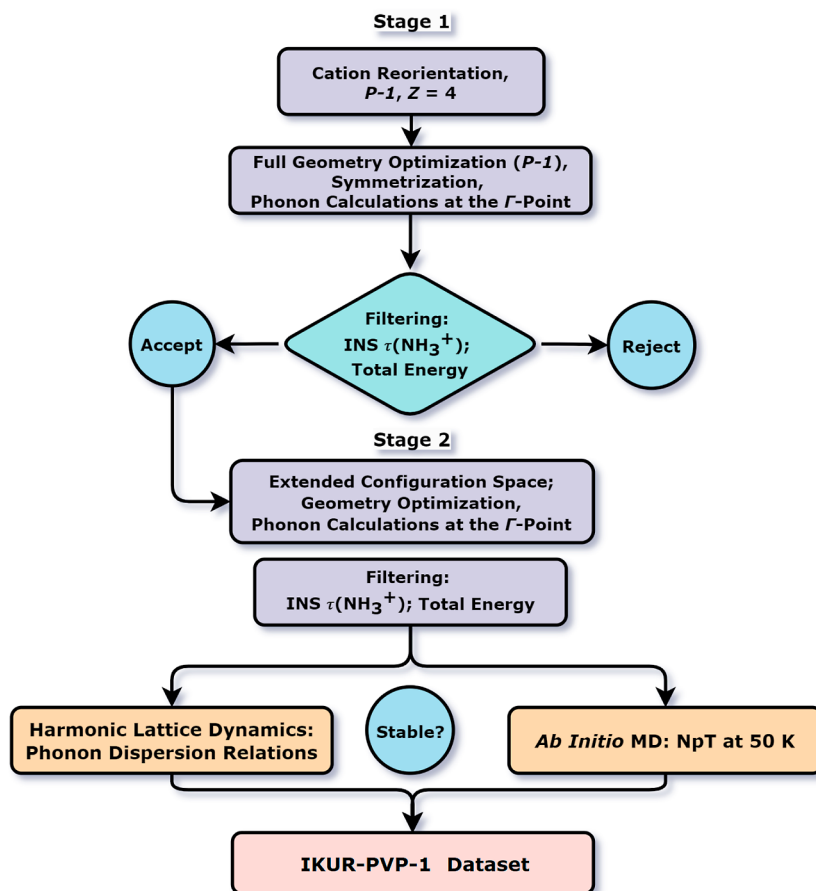 Stage 1
Cation Reorientation,
P-1, Z = 4
Full Geometry Optimization (P-1),
Symmetrization,
Phonon Calculations at the Γ-Point
Filtering:
INS τ(NH₃⁺);
Total Energy
Accept
Reject
Stage 2
Extended Configuration Space;
Geometry Optimization,
Phonon Calculations at the Γ-Point
Filtering:
INS τ(NH₃⁺); Total Energy
Harmonic Lattice Dynamics:
Phonon Dispersion Relations
Stable?
Ab Initio MD: NpT at 50 K
IKUR-PVP-1 Dataset